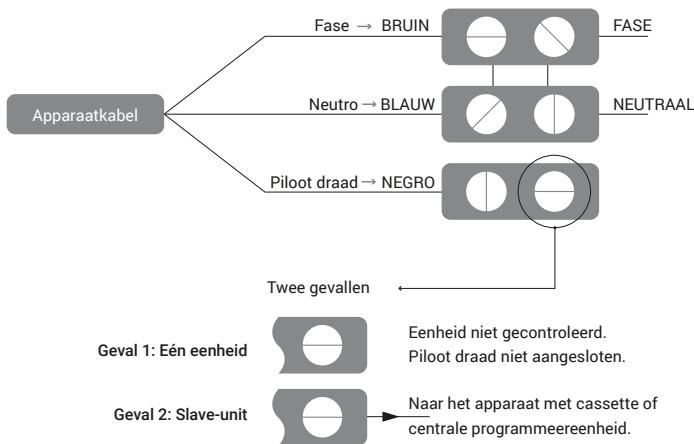 Fase → BRUIN
FASE
Apparaatkabel
Neutro → BLAUW
NEUTRAAL
Piloot draad → NEGRO
Twee gevallen
Geval 1: Eén eenheid
Eenheid niet gecontroleerd.
Piloot draad niet aangesloten.
Geval 2: Slave-unit
Naar het apparaat met cassette of
centrale programmeereenheid.